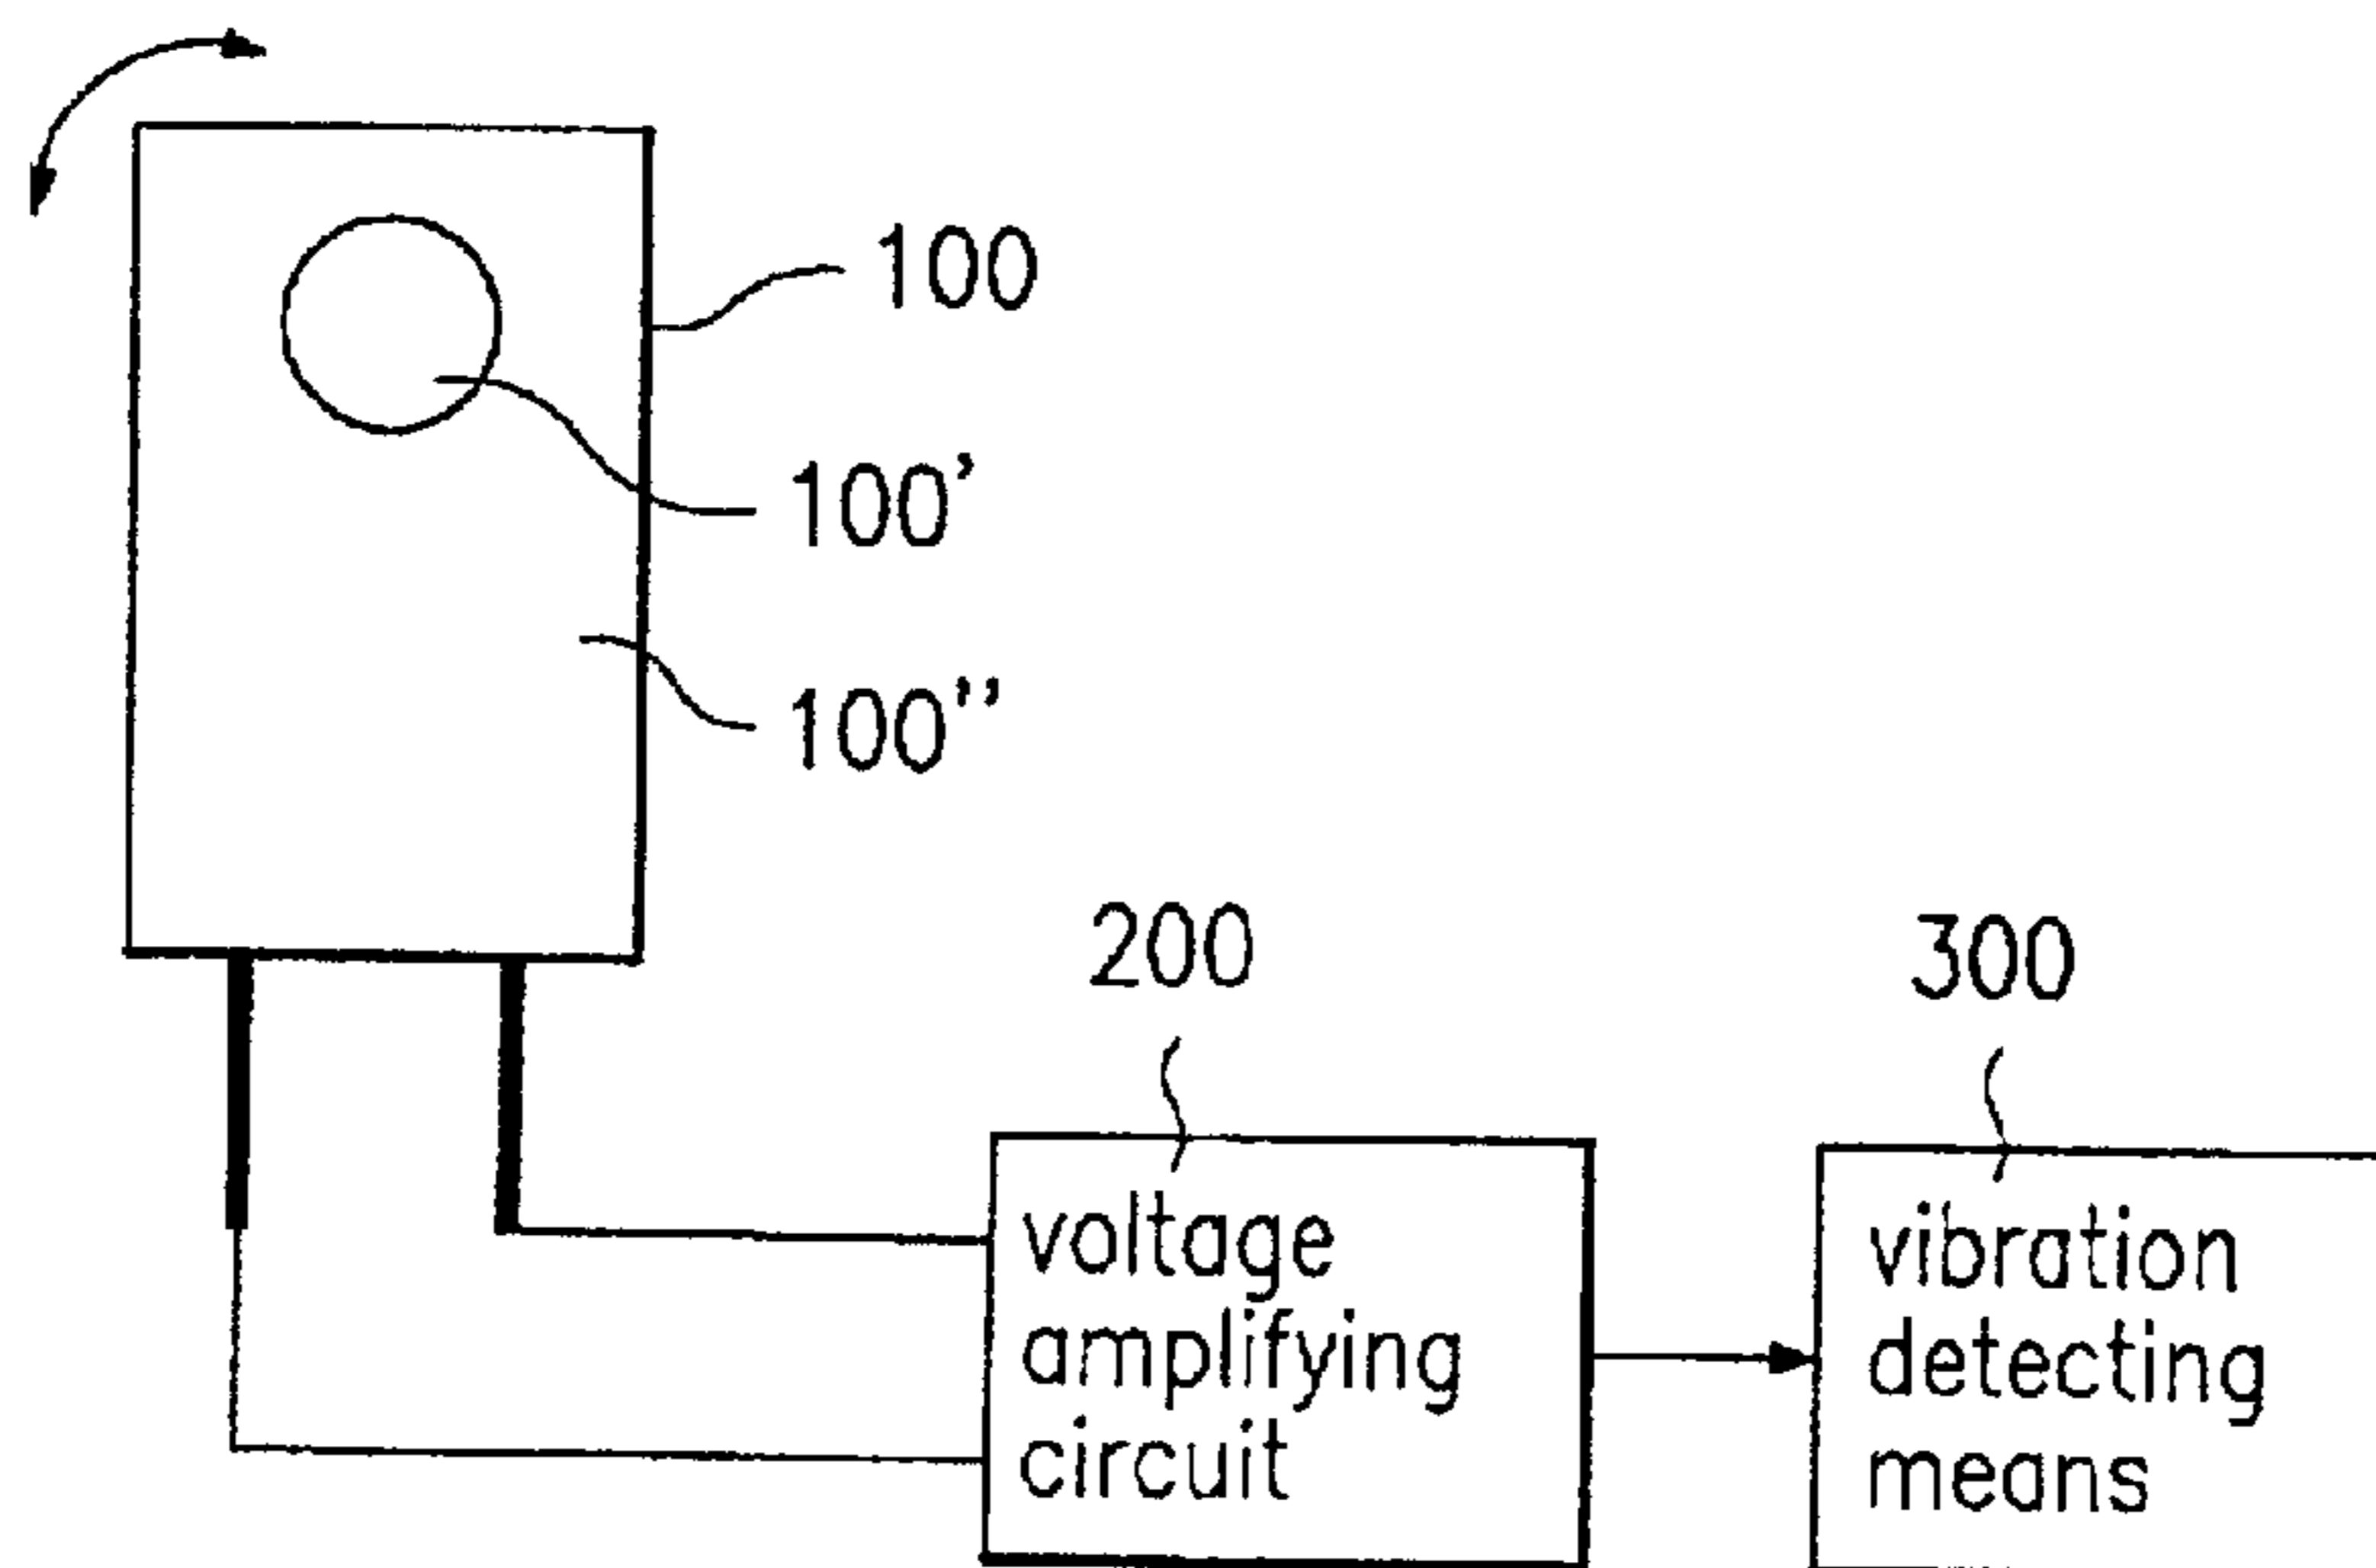 100
100'
100"
200
300
voltage
amplifying
circuit
vibration
detecting
means